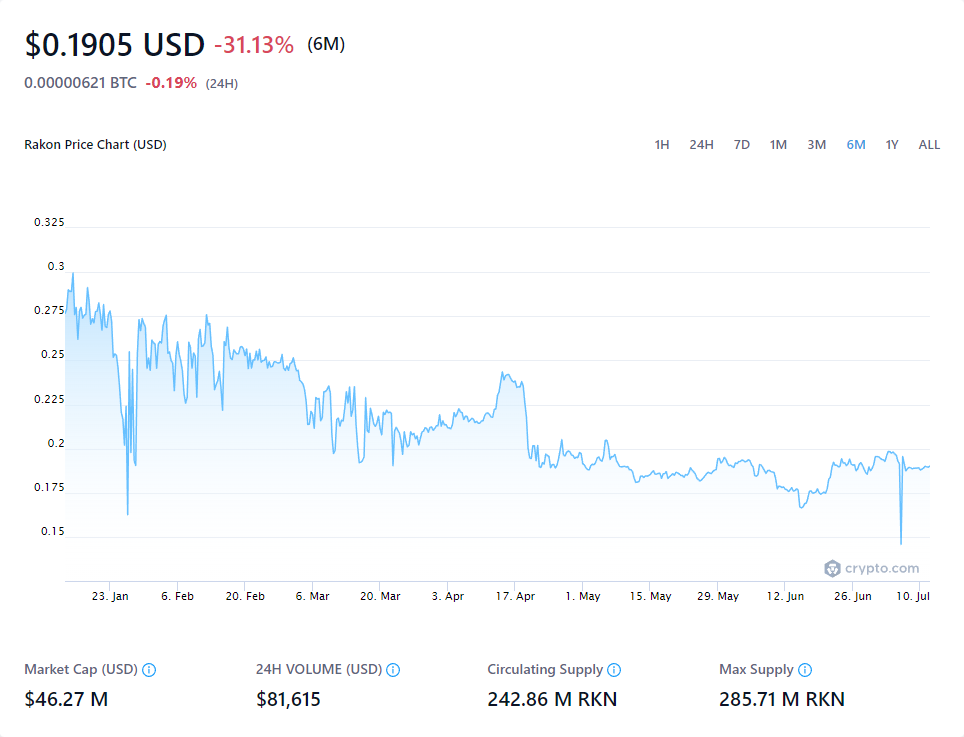 $0.1905 USD -31.13% (6M)
0.00000621 BTC -0.19% (24H)
Rakon Price Chart (USD) 1H 24H 7D 1M 3M 6M 1Y ALL
0.325
0.3
0.275
0.25
0.225
0.2
0.175
0.15
crypto.com
23. Jan 6. Feb 20. Feb 6. Mar 20. Mar 3. Apr 17. Apr 1. May 15. May 29. May 12. Jun 26. Jun 10. Jul
Market Cap (USD) 24H VOLUME (USD) Circulating Supply Max Supply
$46.27 M $81,615 242.86 M RKN 285.71 M RKN